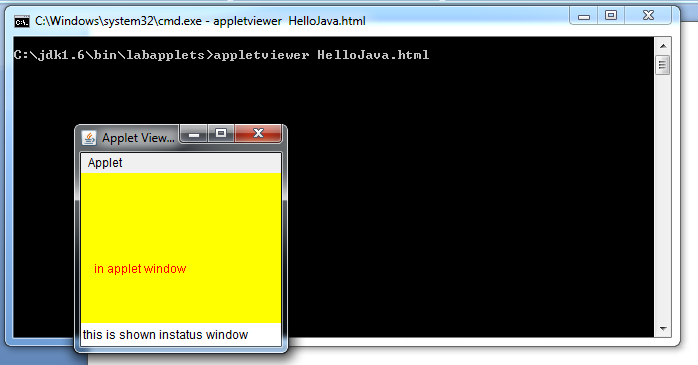 C:\Windows\system32\cmd.exe - appletviewer HelloJava.html
C:\jdk1.6\bin\labapplets>appletviewer HelloJava.html
Applet View...
Applet
in applet window
this is shown instatus window